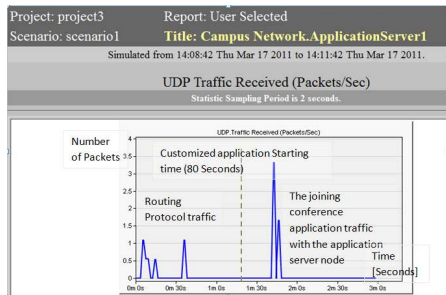 Project: project3 Report: User Selected
Scenario: scenario1 Title: Campus Network.ApplicationServer1
Simulated from 14:08:42 Thu Mar 17 2011 to 14:11:42 Thu Mar 17 2011.
UDP Traffic Received (Packets/Sec)
Statistic Sampling Period is 2 seconds.
UDP.Traffic Received (Packets/Sec)
Number
of Packets
Customized application Starting
time (80 Seconds)
Routing
Protocol traffic
The joining
conference
application traffic
with the application
server node
Time
[Seconds]
4
3.5
3
2.5
2
1.5
1
0.5
0
0m 0s 0m 30s 1m 0s 1m 30s 2m 0s 2m 30s 3m 0s